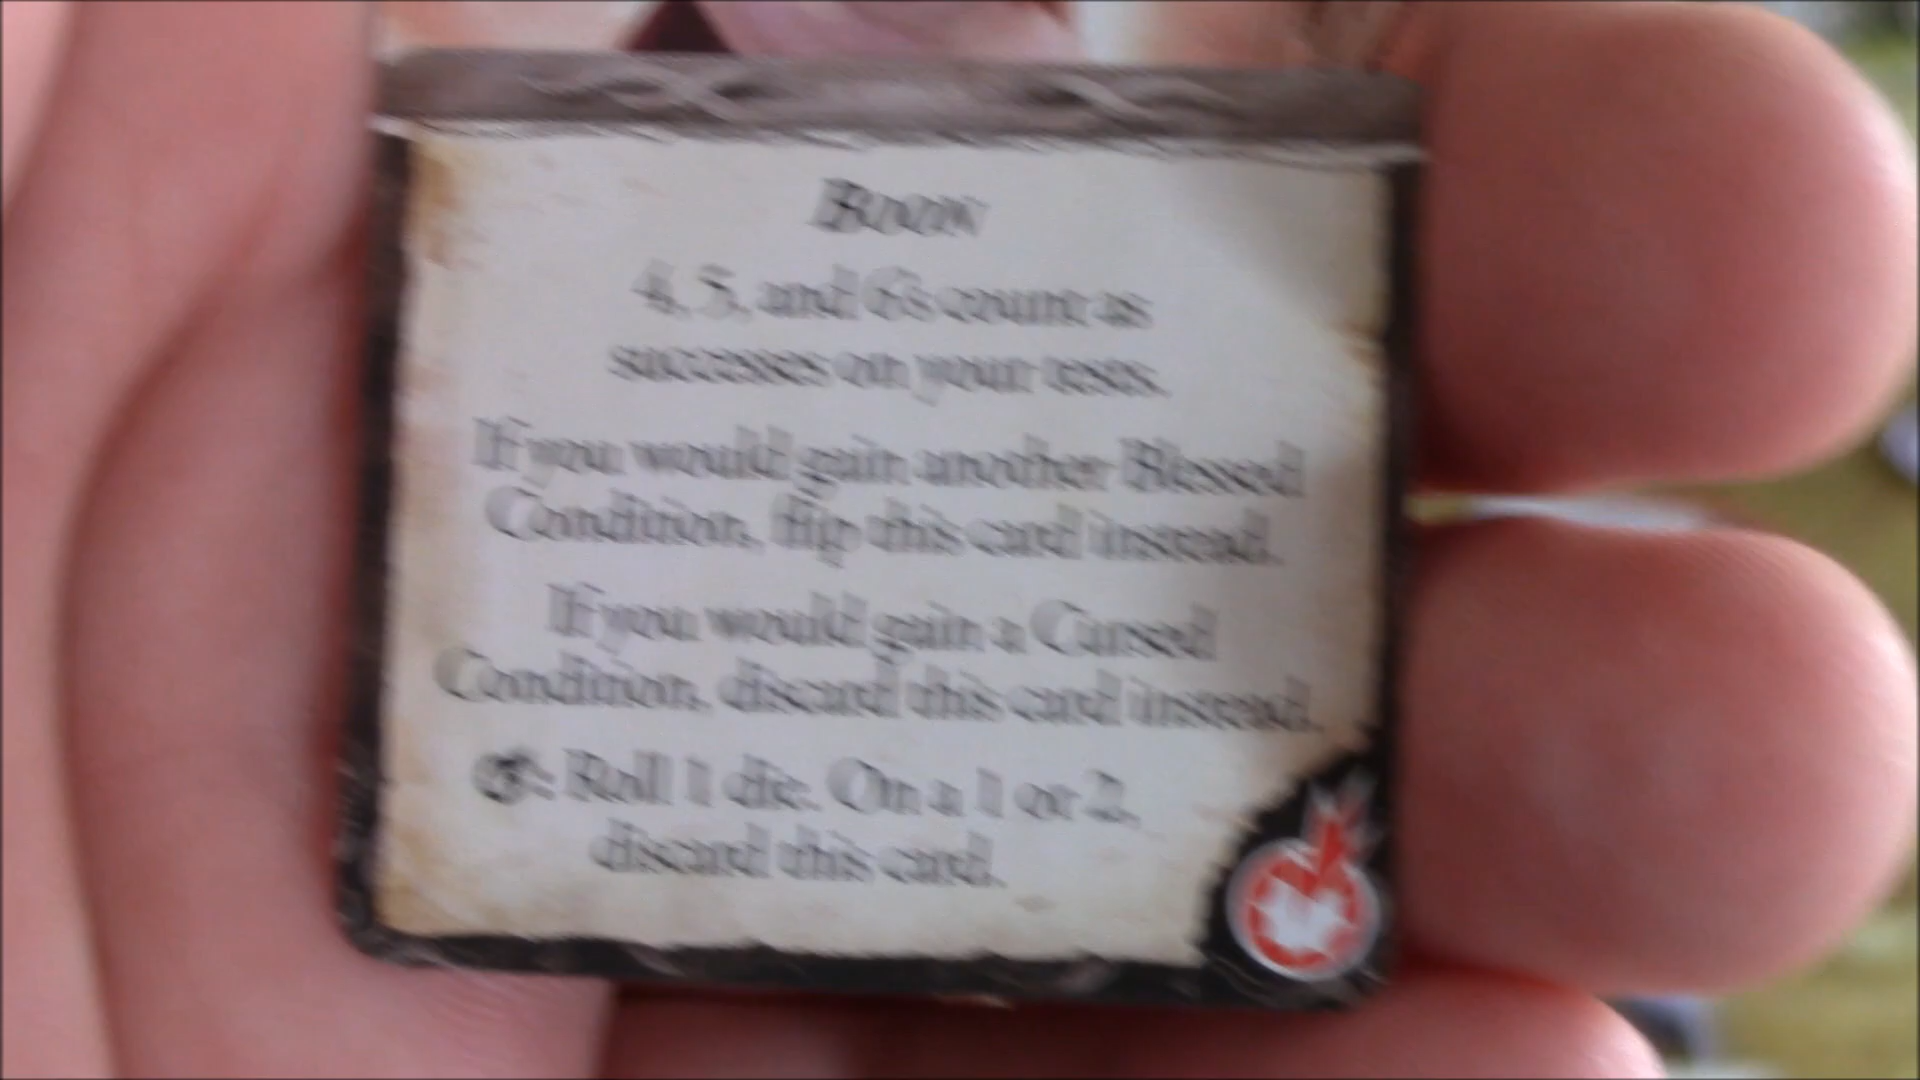 Boon
4, 5, and 6's count as
successes on your tests.
If you would gain another Blessed
Condition, flip this card instead.
If you would gain a Cursed
Condition, discard this card instead.
: Roll 1 die. On a 1 or 2,
discard this card.